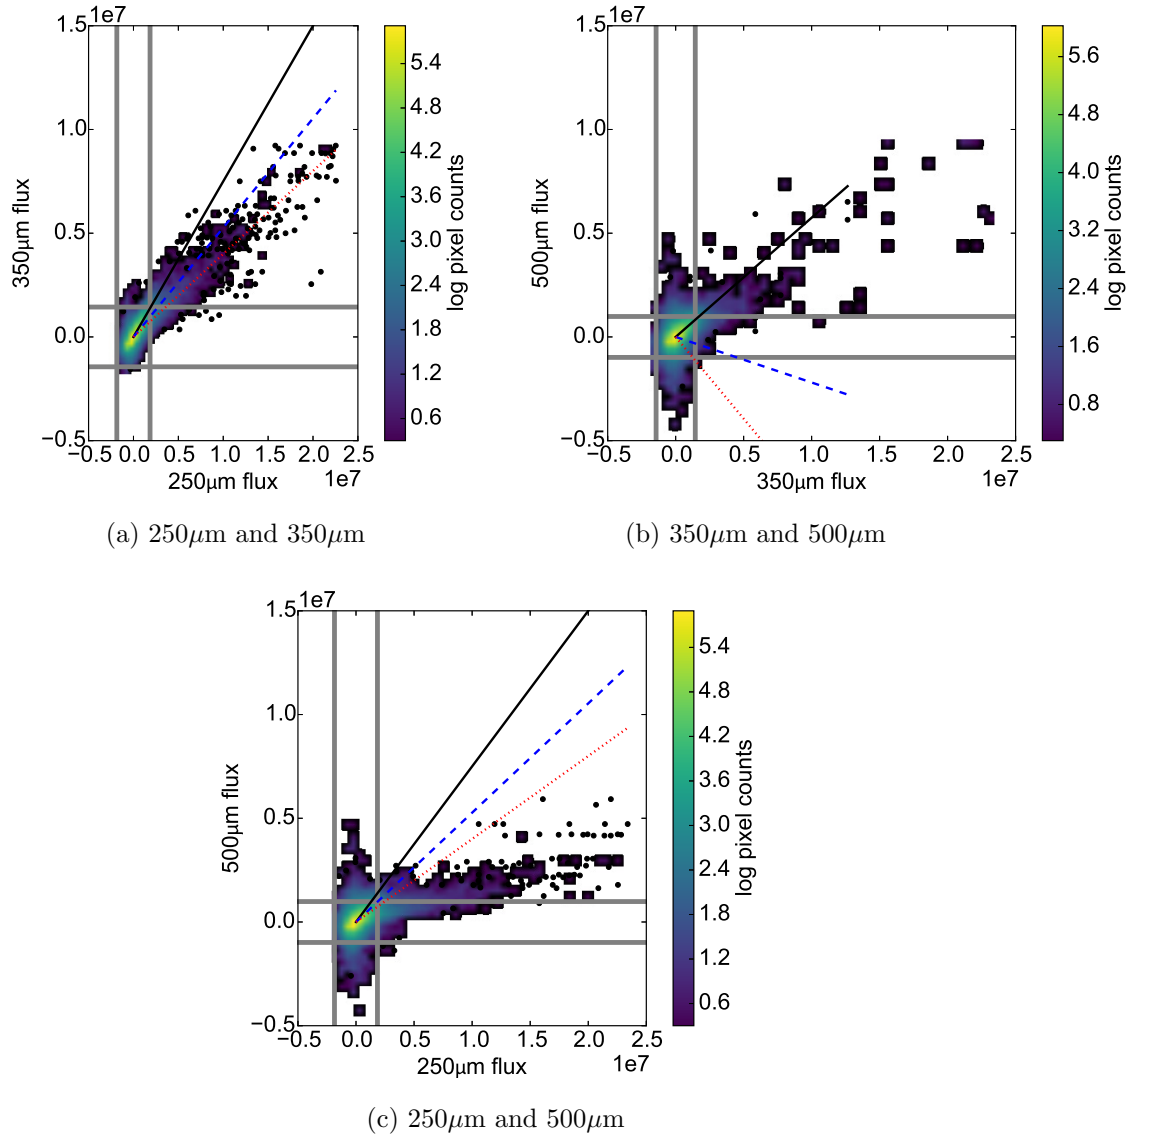 1.5 1e7
1.0
0.5
0.0
−0.5
−0.5 0.0 0.5 1.0 1.5 2.0 2.5
1e7
250μm flux
350μm flux
5.4
4.8
4.2
3.6
3.0
2.4
1.8
1.2
0.6
log pixel counts
(a) 250μm and 350μm
1.5 1e7
1.0
0.5
0.0
−0.5
−0.5 0.0 0.5 1.0 1.5 2.0 2.5
1e7
350μm flux
500μm flux
5.6
4.8
4.0
3.2
2.4
1.6
0.8
log pixel counts
(b) 350μm and 500μm
1.5 1e7
1.0
0.5
0.0
−0.5
−0.5 0.0 0.5 1.0 1.5 2.0 2.5
1e7
250μm flux
500μm flux
5.4
4.8
4.2
3.6
3.0
2.4
1.8
1.2
0.6
log pixel counts
(c) 250μm and 500μm